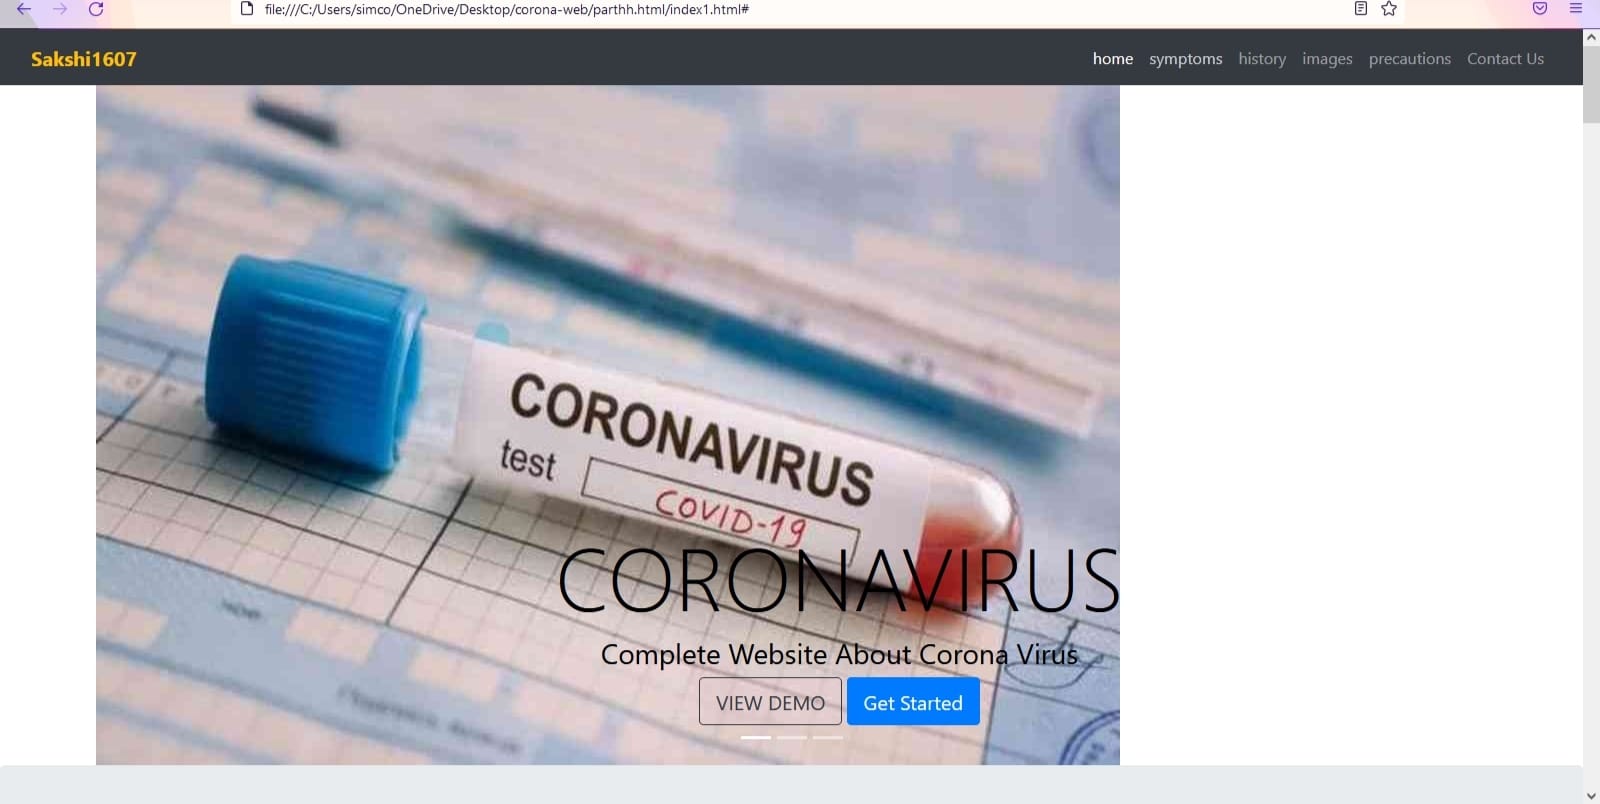 file:///C:/Users/simco/OneDrive/Desktop/corona-web/parthh.html/index1.html#
Sakshi1607
home symptoms history images precautions Contact Us
CORONAVIRUS
test
COVID-19
CORONAVIRUS
Complete Website About Corona Virus
VIEW DEMO Get Started